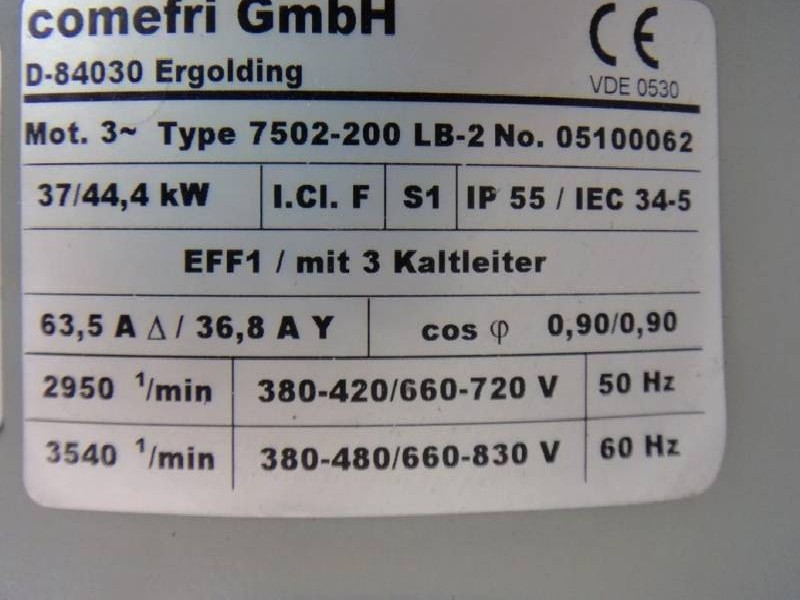 comefri GmbH
CE
D-84030 Ergolding
VDE 0530
Mot. 3~ Type 7502-200 LB-2 No. 05100062
37/44,4 kW I.Cl. F S1 IP 55 / IEC 34-5
EFF1 / mit 3 Kaltleiter
63,5 A Δ / 36,8 A Y cos φ 0,90/0,90
2950 ¹/min 380-420/660-720 V 50 Hz
3540 ¹/min 380-480/660-830 V 60 Hz